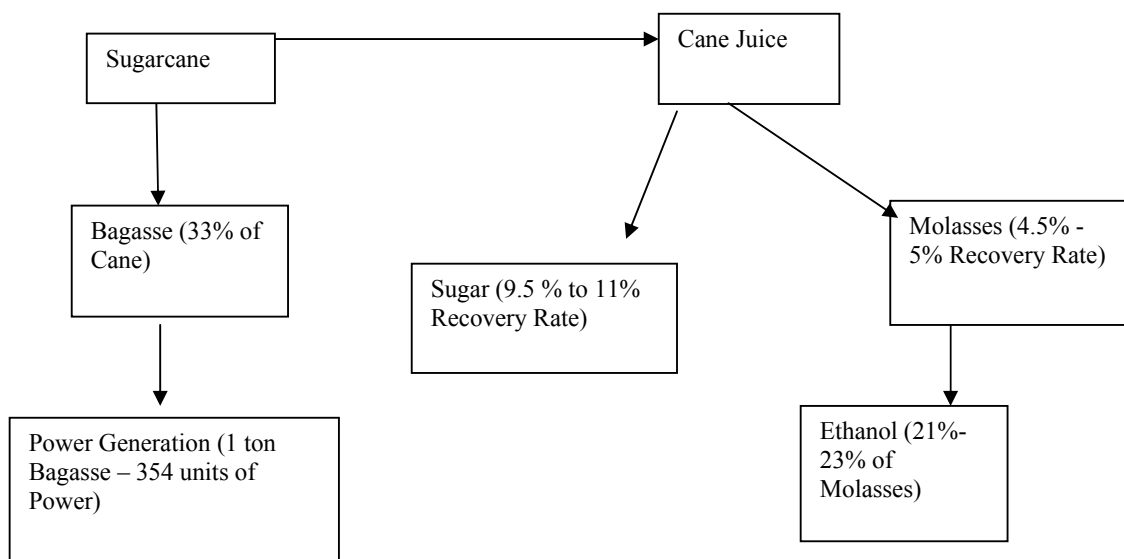 Sugarcane
Cane Juice
Bagasse (33% of
Cane)
Sugar (9.5 % to 11%
Recovery Rate)
Molasses (4.5% -
5% Recovery Rate)
Power Generation (1 ton
Bagasse – 354 units of
Power)
Ethanol (21%-
23% of
Molasses)